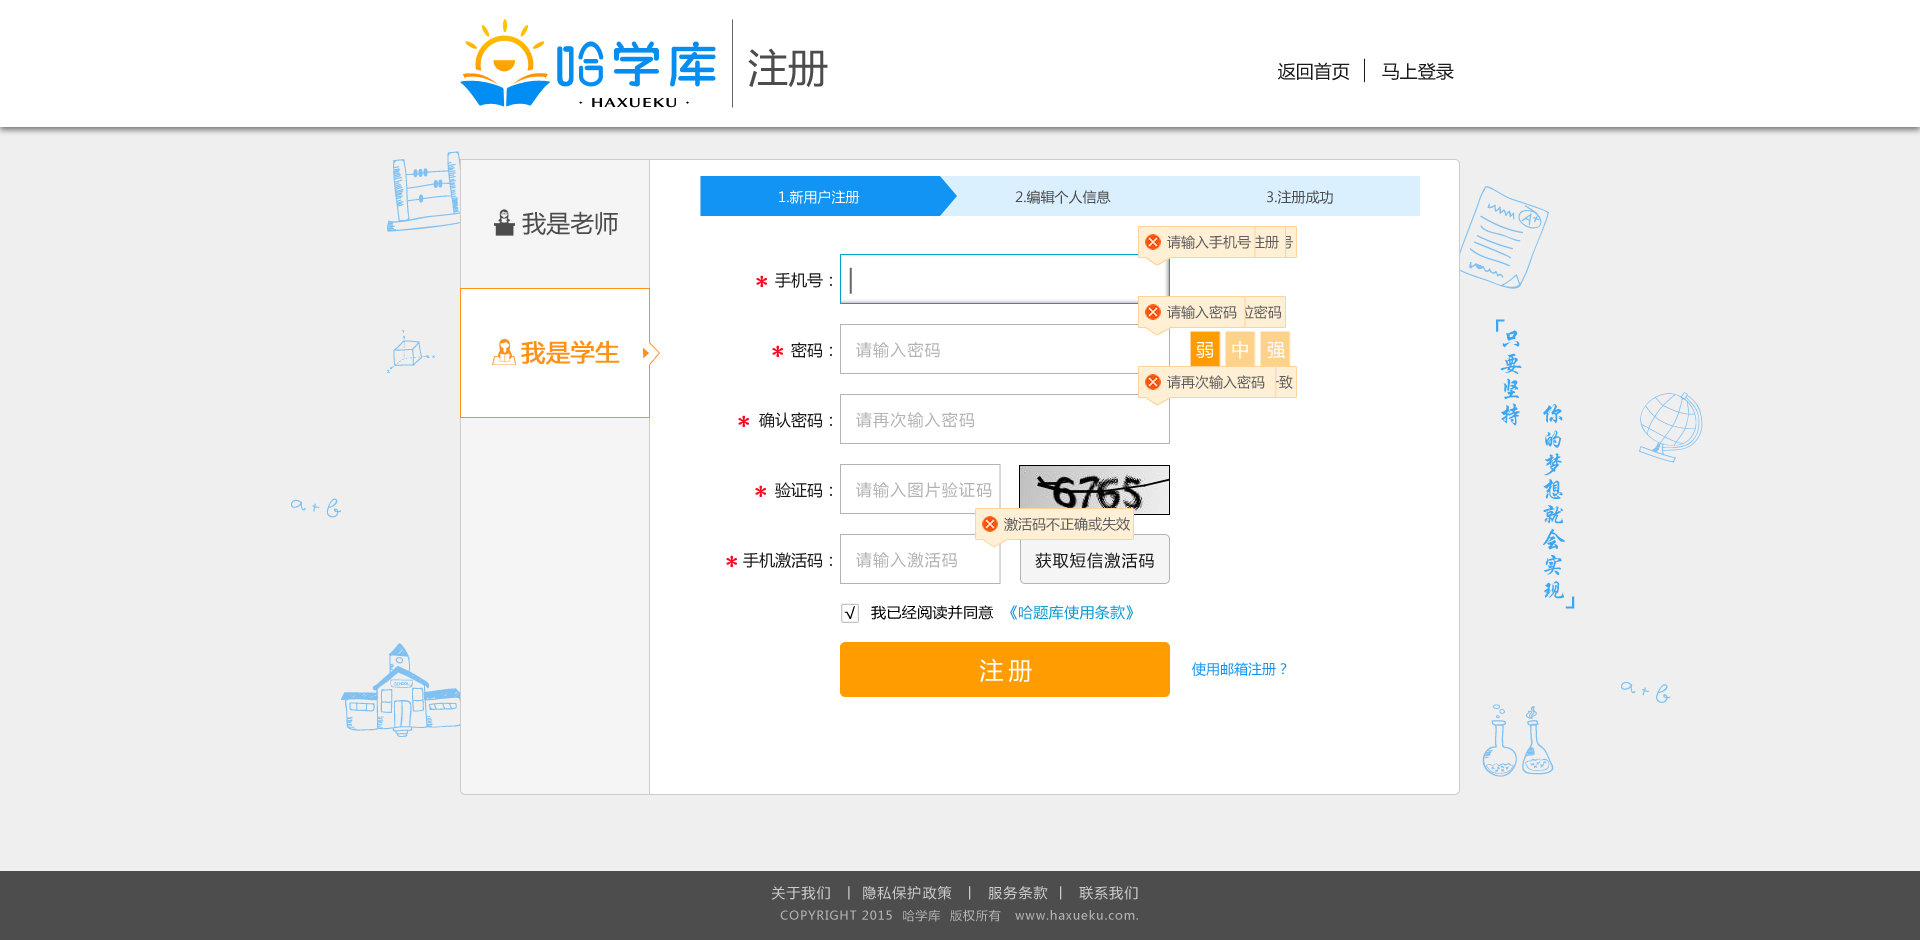 哈学库
· HAXUEKU ·
注册
返回首页
马上登录
我是老师
我是学生
1.新用户注册
2.编辑个人信息
3.注册成功
请输入手机号 注册 号
* 手机号：
请输入密码 位密码
* 密码：
请输入密码
弱 中 强
请再次输入密码 致
* 确认密码：
请再次输入密码
* 验证码：
请输入图片验证码
6765
激活码不正确或失效
* 手机激活码：
请输入激活码
获取短信激活码
√ 我已经阅读并同意 《哈题库使用条款》
注册
使用邮箱注册？
「只要坚持
你的梦想就会实现」
A+
a+b
a+b
SCHOOL
关于我们 | 隐私保护政策 | 服务条款 | 联系我们
COPYRIGHT 2015 哈学库 版权所有 www.haxueku.com.